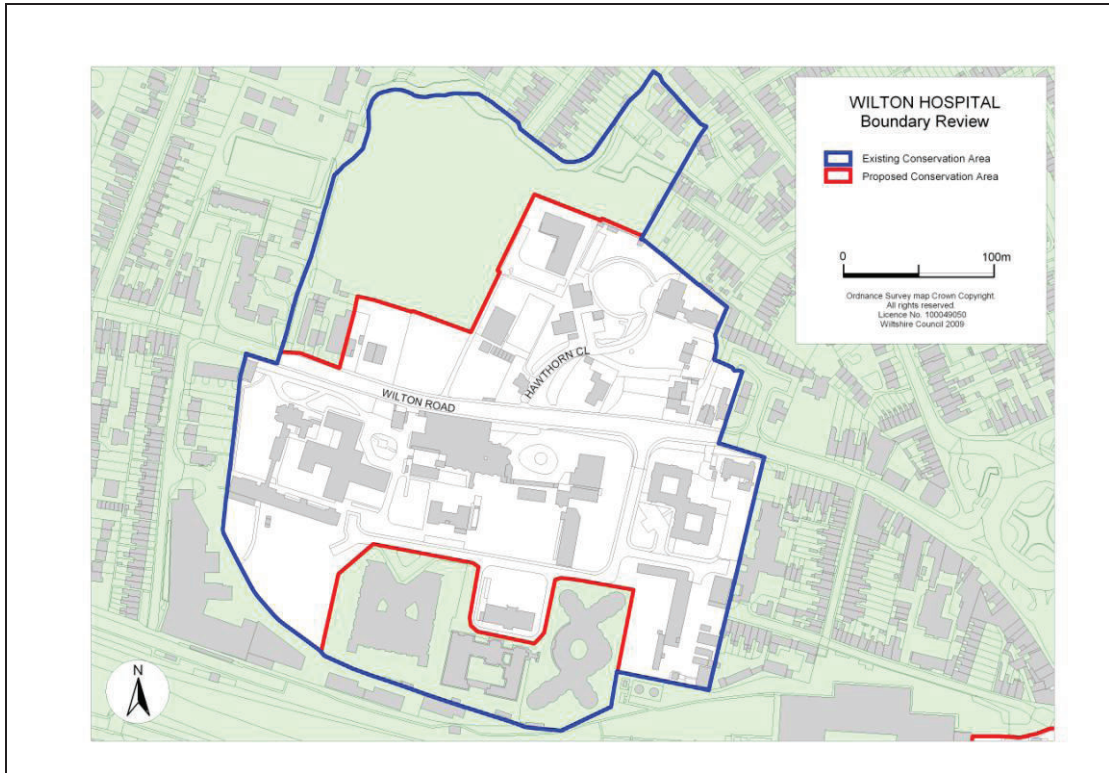 WILTON HOSPITAL
Boundary Review
Existing Conservation Area
Proposed Conservation Area
0 100m
Ordnance Survey map Crown Copyright
All rights reserved.
Licence No. 100049050
Wiltshire Council 2009
HAWTHORN CL
WILTON ROAD
N